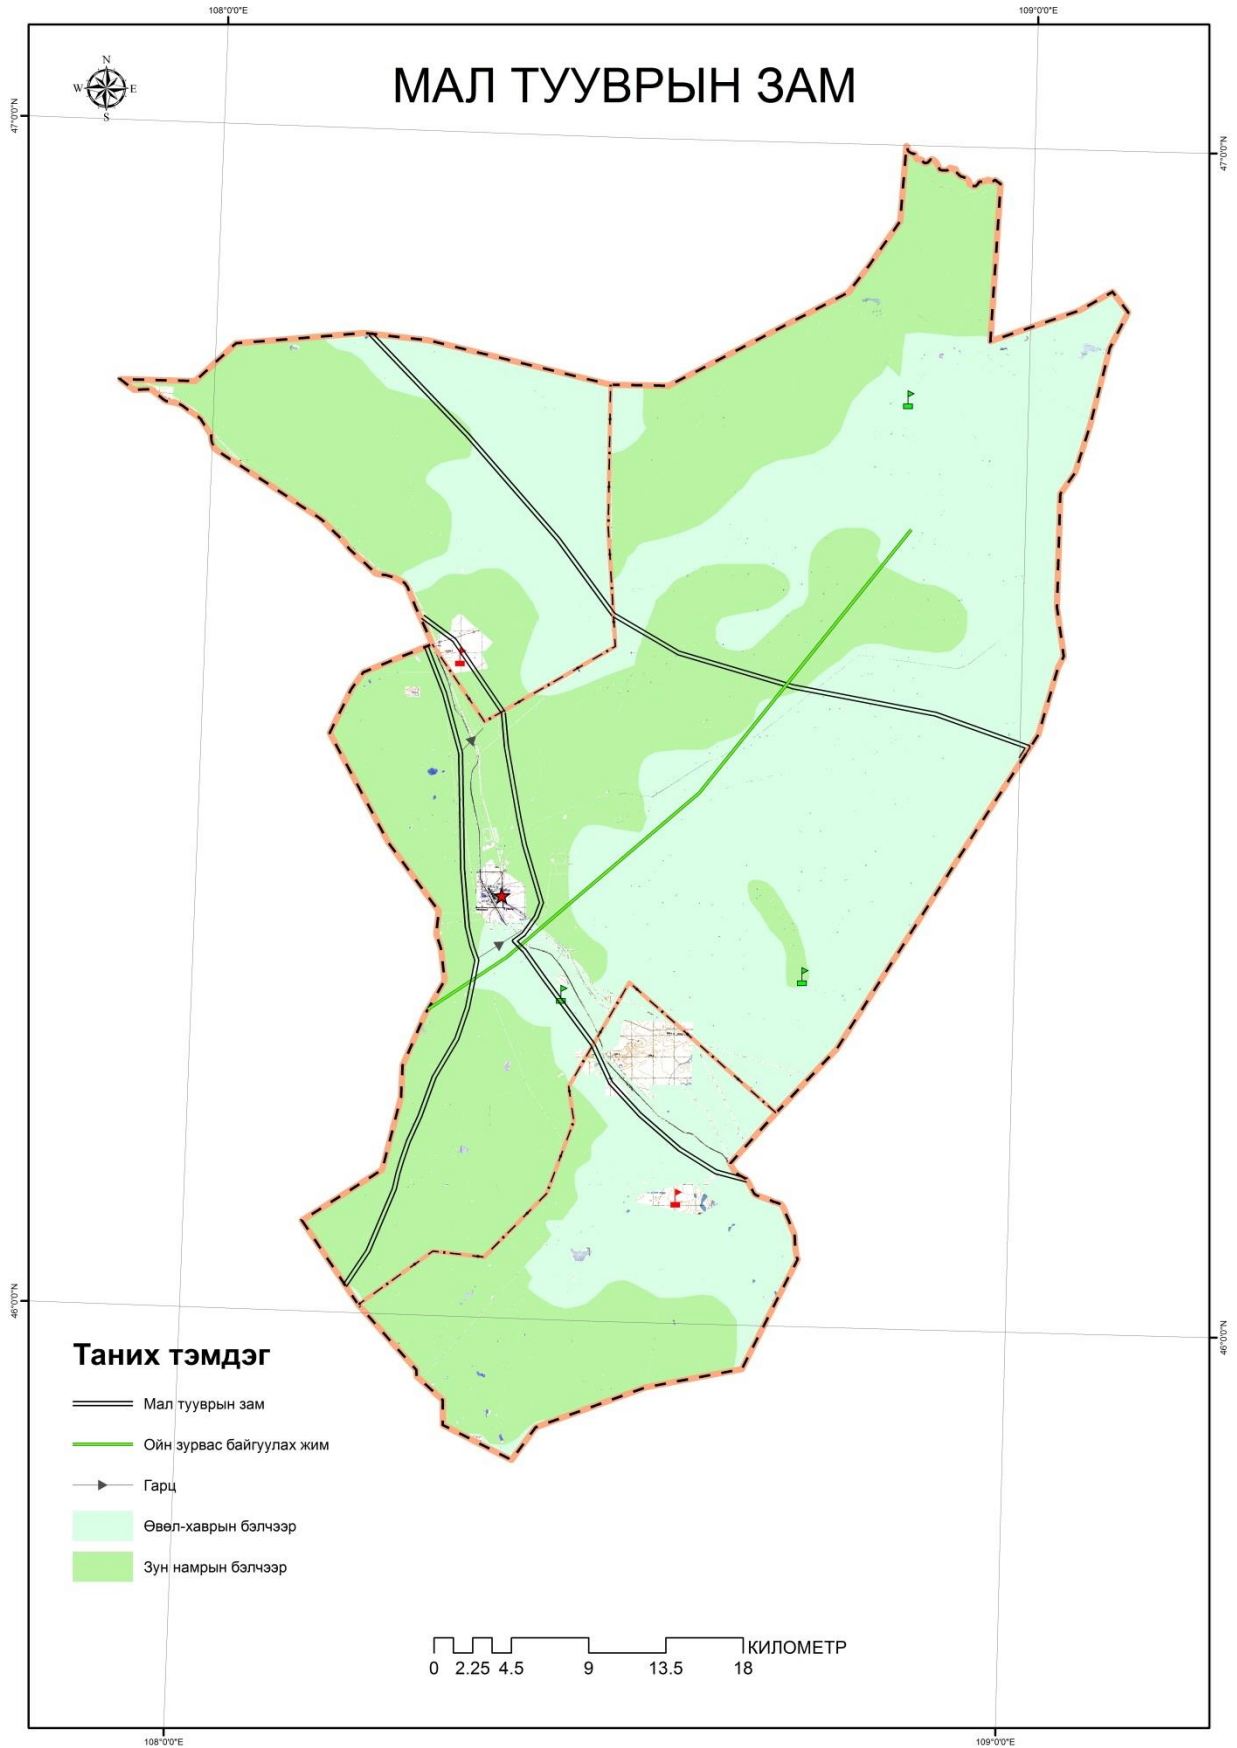 108°0'0"E
109°0'0"E
N
W E
S
МАЛ ТУУВРЫН ЗАМ
47°0'0"N
47°0'0"N
46°0'0"N
46°0'0"N
Таних тэмдэг
Мал тууврын зам
Ойн зурвас байгуулах жим
Гарц
Өвөл-хаврын бэлчээр
Зун намрын бэлчээр
КИЛОМЕТР
0 2.25 4.5 9 13.5 18
108°0'0"E
109°0'0"E